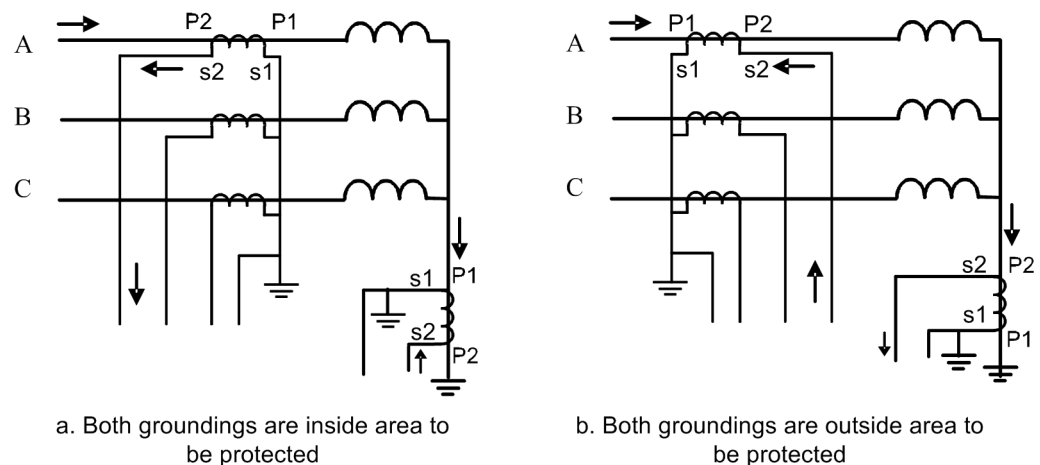 P2 P1
A
s2 s1
B
C
s1 P1
s2
P2
a. Both groundings are inside area to
be protected
P1 P2
A
s1 s2
B
C
s2 P2
s1
P1
b. Both groundings are outside area to
be protected